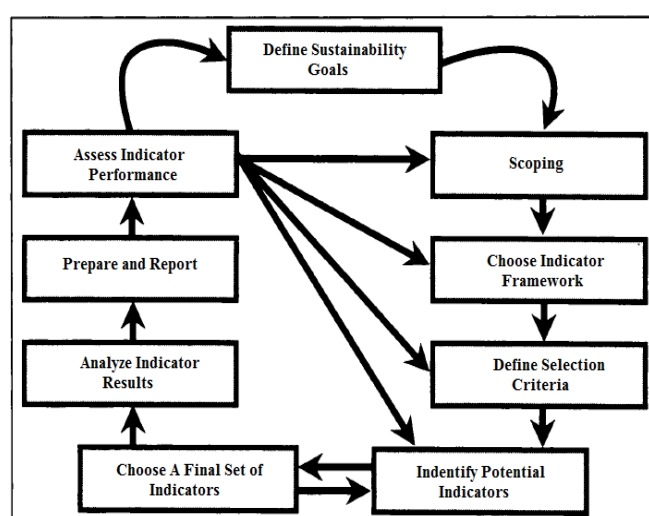 Define Sustainability
Goals
Assess Indicator
Performance
Scoping
Prepare and Report
Choose Indicator
Framework
Analyze Indicator
Results
Define Selection
Criteria
Choose A Final Set of
Indicators
Indentify Potential
Indicators